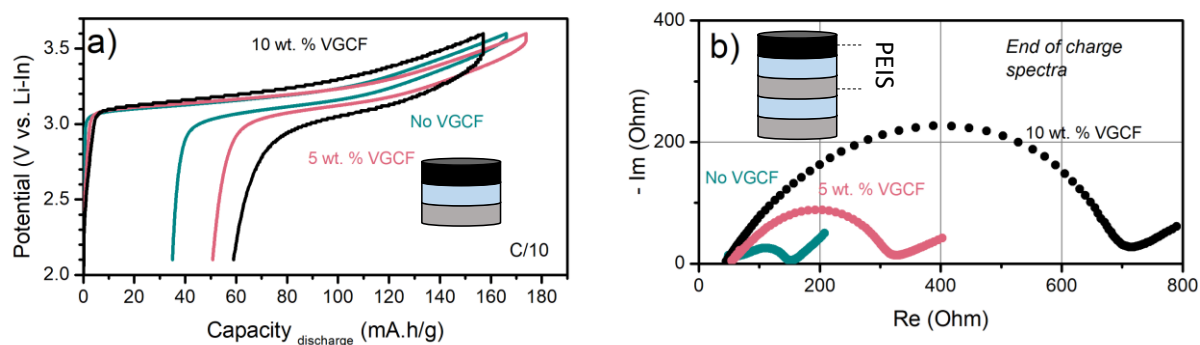 a)
10 wt. % VGCF
No VGCF
5 wt. % VGCF
C/10
3.5
3.0
2.5
2.0
Potential (V vs. Li-In)
0 20 40 60 80 100 120 140 160 180
Capacity discharge (mA.h/g)
b)
PEIS
End of charge
spectra
10 wt. % VGCF
No VGCF
5 wt. % VGCF
400
200
0
- Im (Ohm)
200 400 600 800
Re (Ohm)